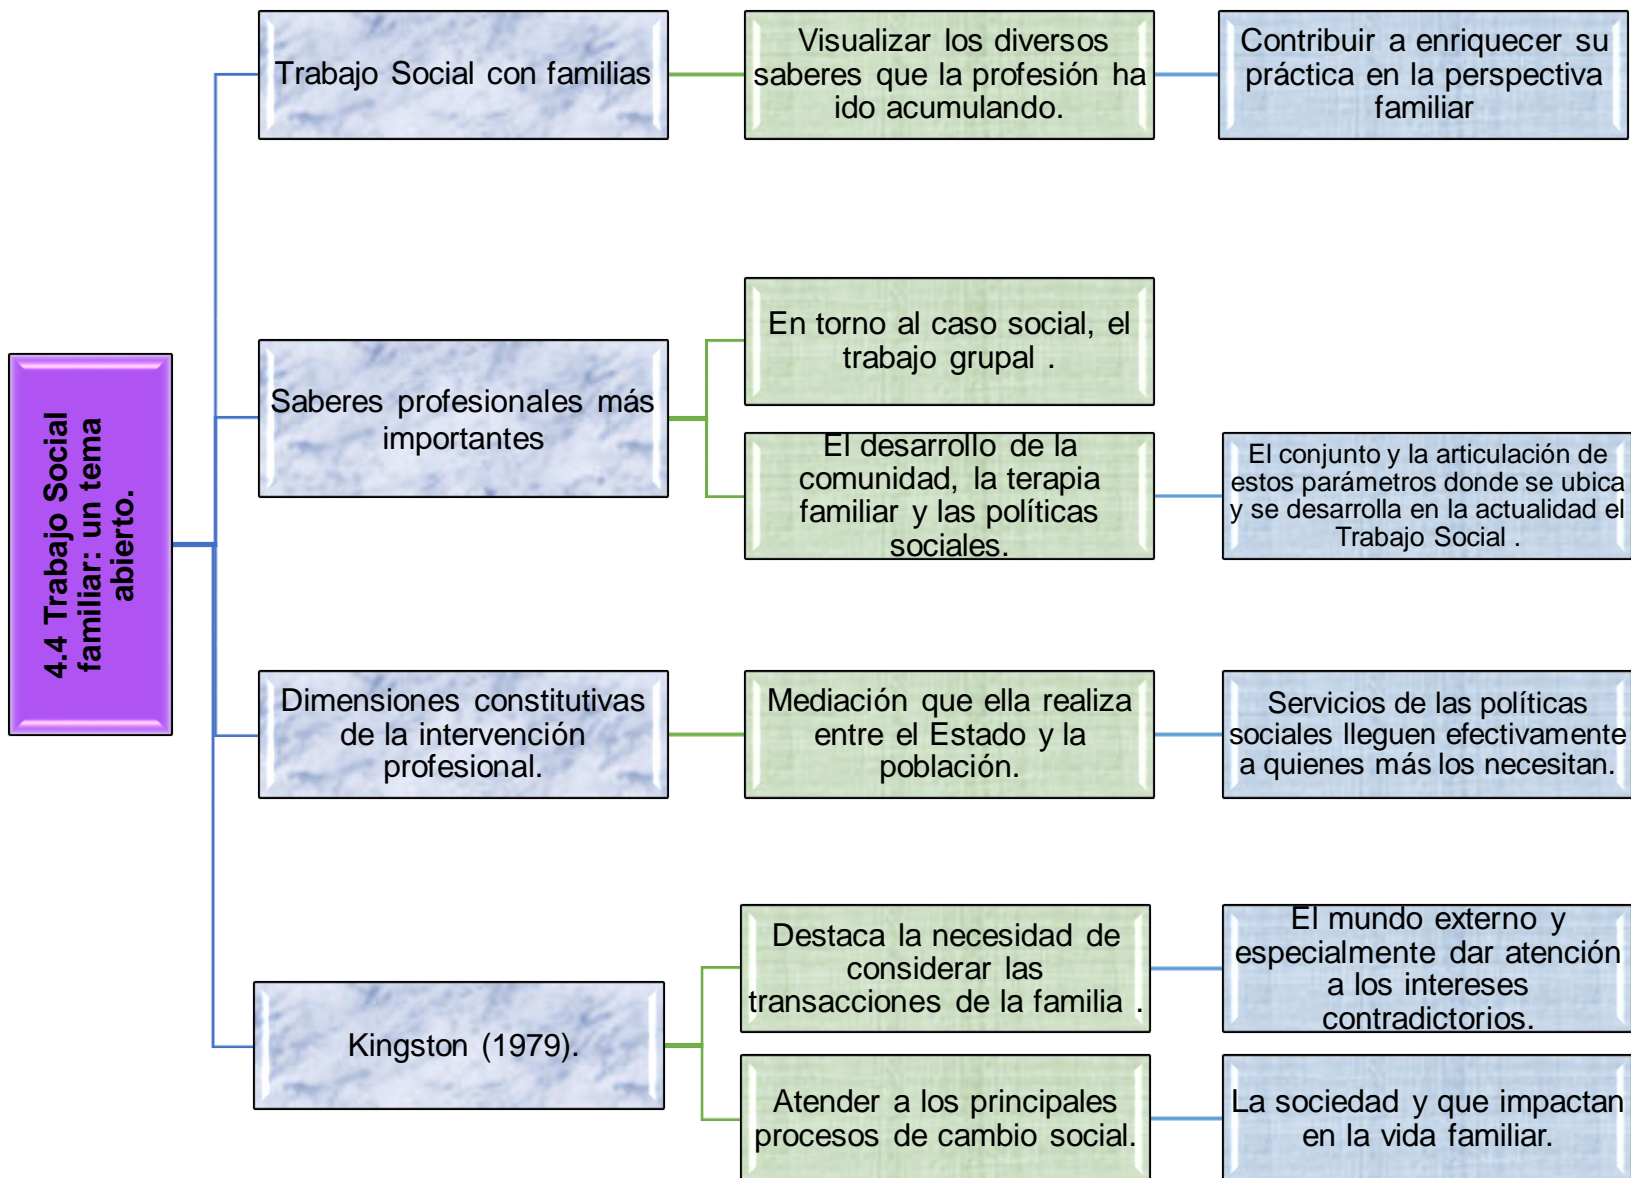 4.4 Trabajo Social
familiar: un tema
abierto.
Trabajo Social con familias
Visualizar los diversos
saberes que la profesión ha
ido acumulando.
Contribuir a enriquecer su
práctica en la perspectiva
familiar
Saberes profesionales más
importantes
En torno al caso social, el
trabajo grupal .
El desarrollo de la
comunidad, la terapia
familiar y las políticas
sociales.
El conjunto y la articulación de
estos parámetros donde se ubica
y se desarrolla en la actualidad el
Trabajo Social .
Dimensiones constitutivas
de la intervención
profesional.
Mediación que ella realiza
entre el Estado y la
población.
Servicios de las políticas
sociales lleguen efectivamente
a quienes más los necesitan.
Kingston (1979).
Destaca la necesidad de
considerar las
transacciones de la familia .
El mundo externo y
especialmente dar atención
a los intereses
contradictorios.
Atender a los principales
procesos de cambio social.
La sociedad y que impactan
en la vida familiar.